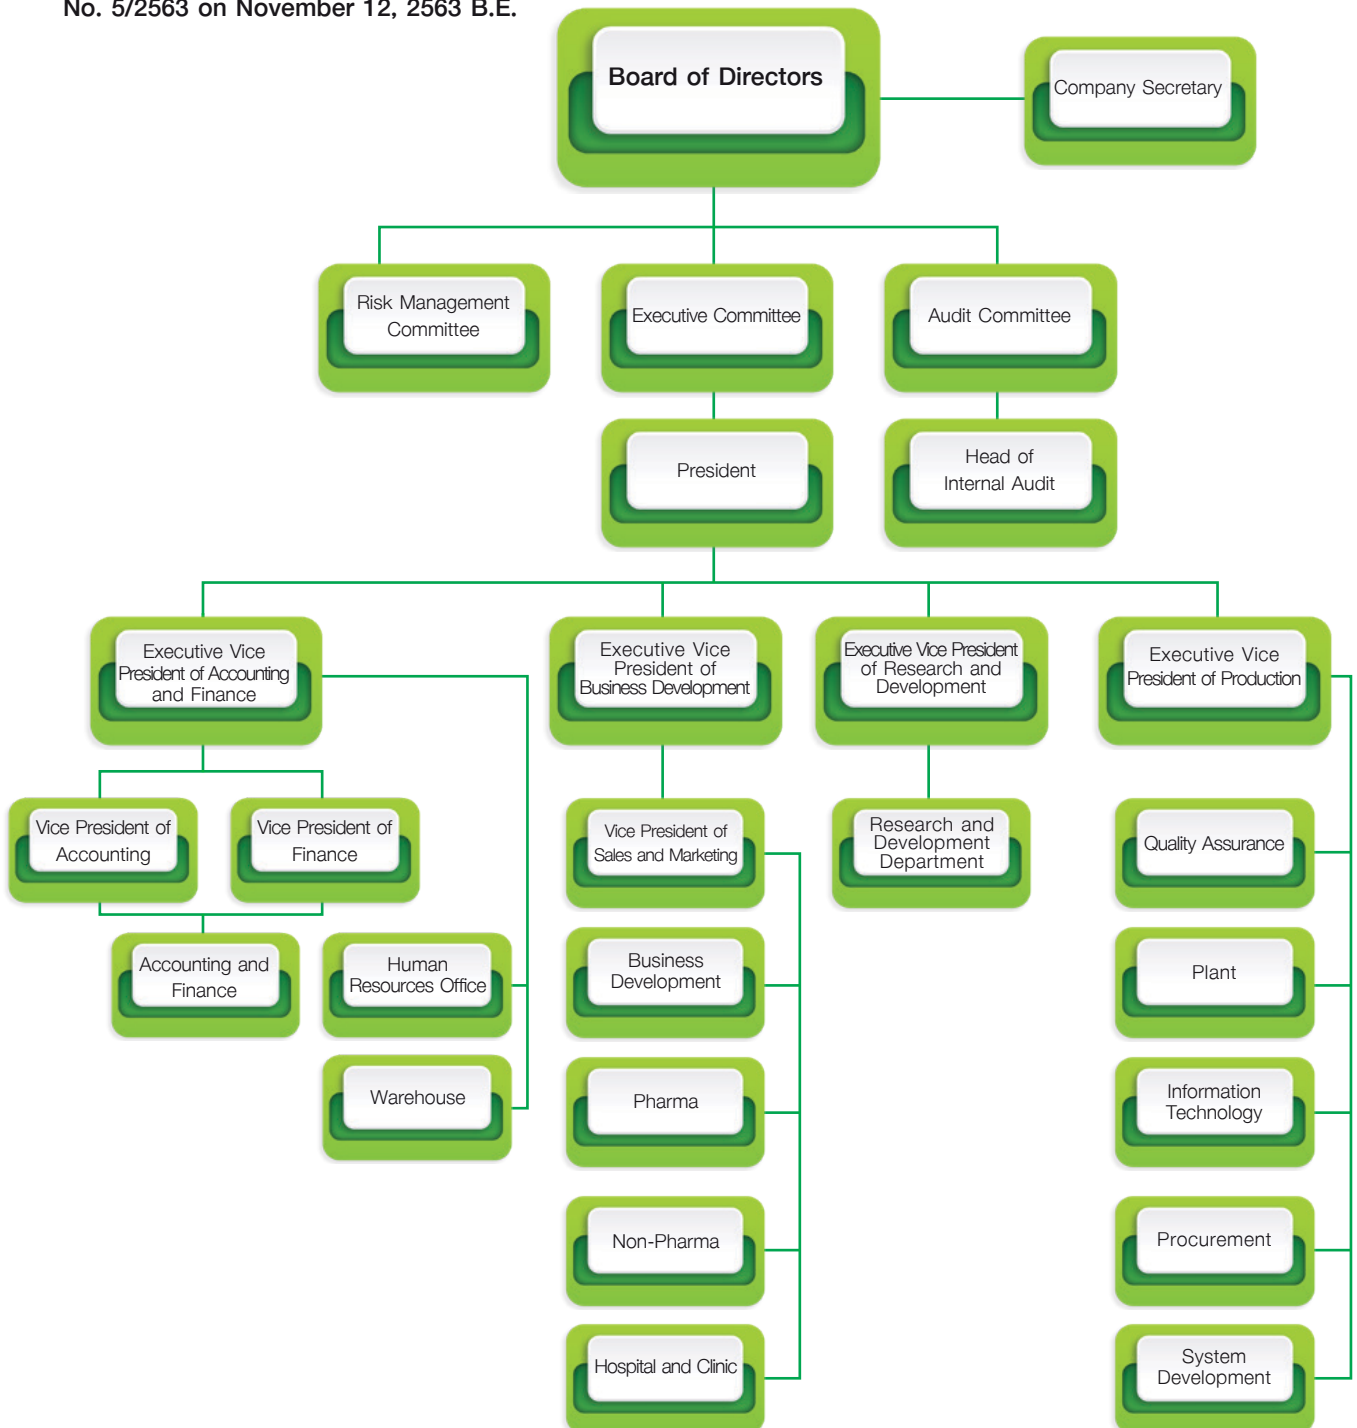 No. 5/2563 on November 12, 2563 B.E.
Board of Directors
Company Secretary
Risk Management
Committee
Executive Committee
Audit Committee
President
Head of
Internal Audit
Executive Vice
President of Accounting
and Finance
Executive Vice
President of
Business Development
Executive Vice President
of Research and
Development
Executive Vice
President of Production
Vice President of
Accounting
Vice President of
Finance
Vice President of
Sales and Marketing
Research and
Development
Department
Quality Assurance
Accounting and
Finance
Human
Resources Office
Business
Development
Plant
Warehouse
Pharma
Information
Technology
Non-Pharma
Procurement
Hospital and Clinic
System
Development